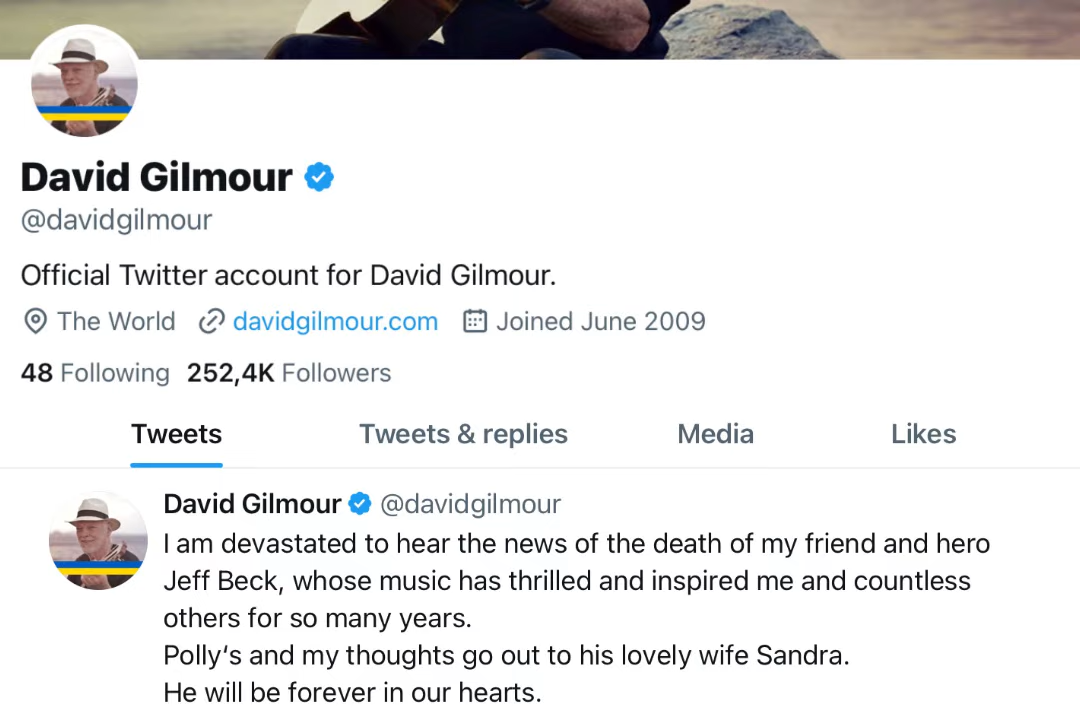 David Gilmour
@davidgilmour
Official Twitter account for David Gilmour.
The World davidgilmour.com Joined June 2009
48 Following 252,4K Followers
Tweets Tweets & replies Media Likes
David Gilmour @davidgilmour
I am devastated to hear the news of the death of my friend and hero
Jeff Beck, whose music has thrilled and inspired me and countless
others for so many years.
Polly's and my thoughts go out to his lovely wife Sandra.
He will be forever in our hearts.